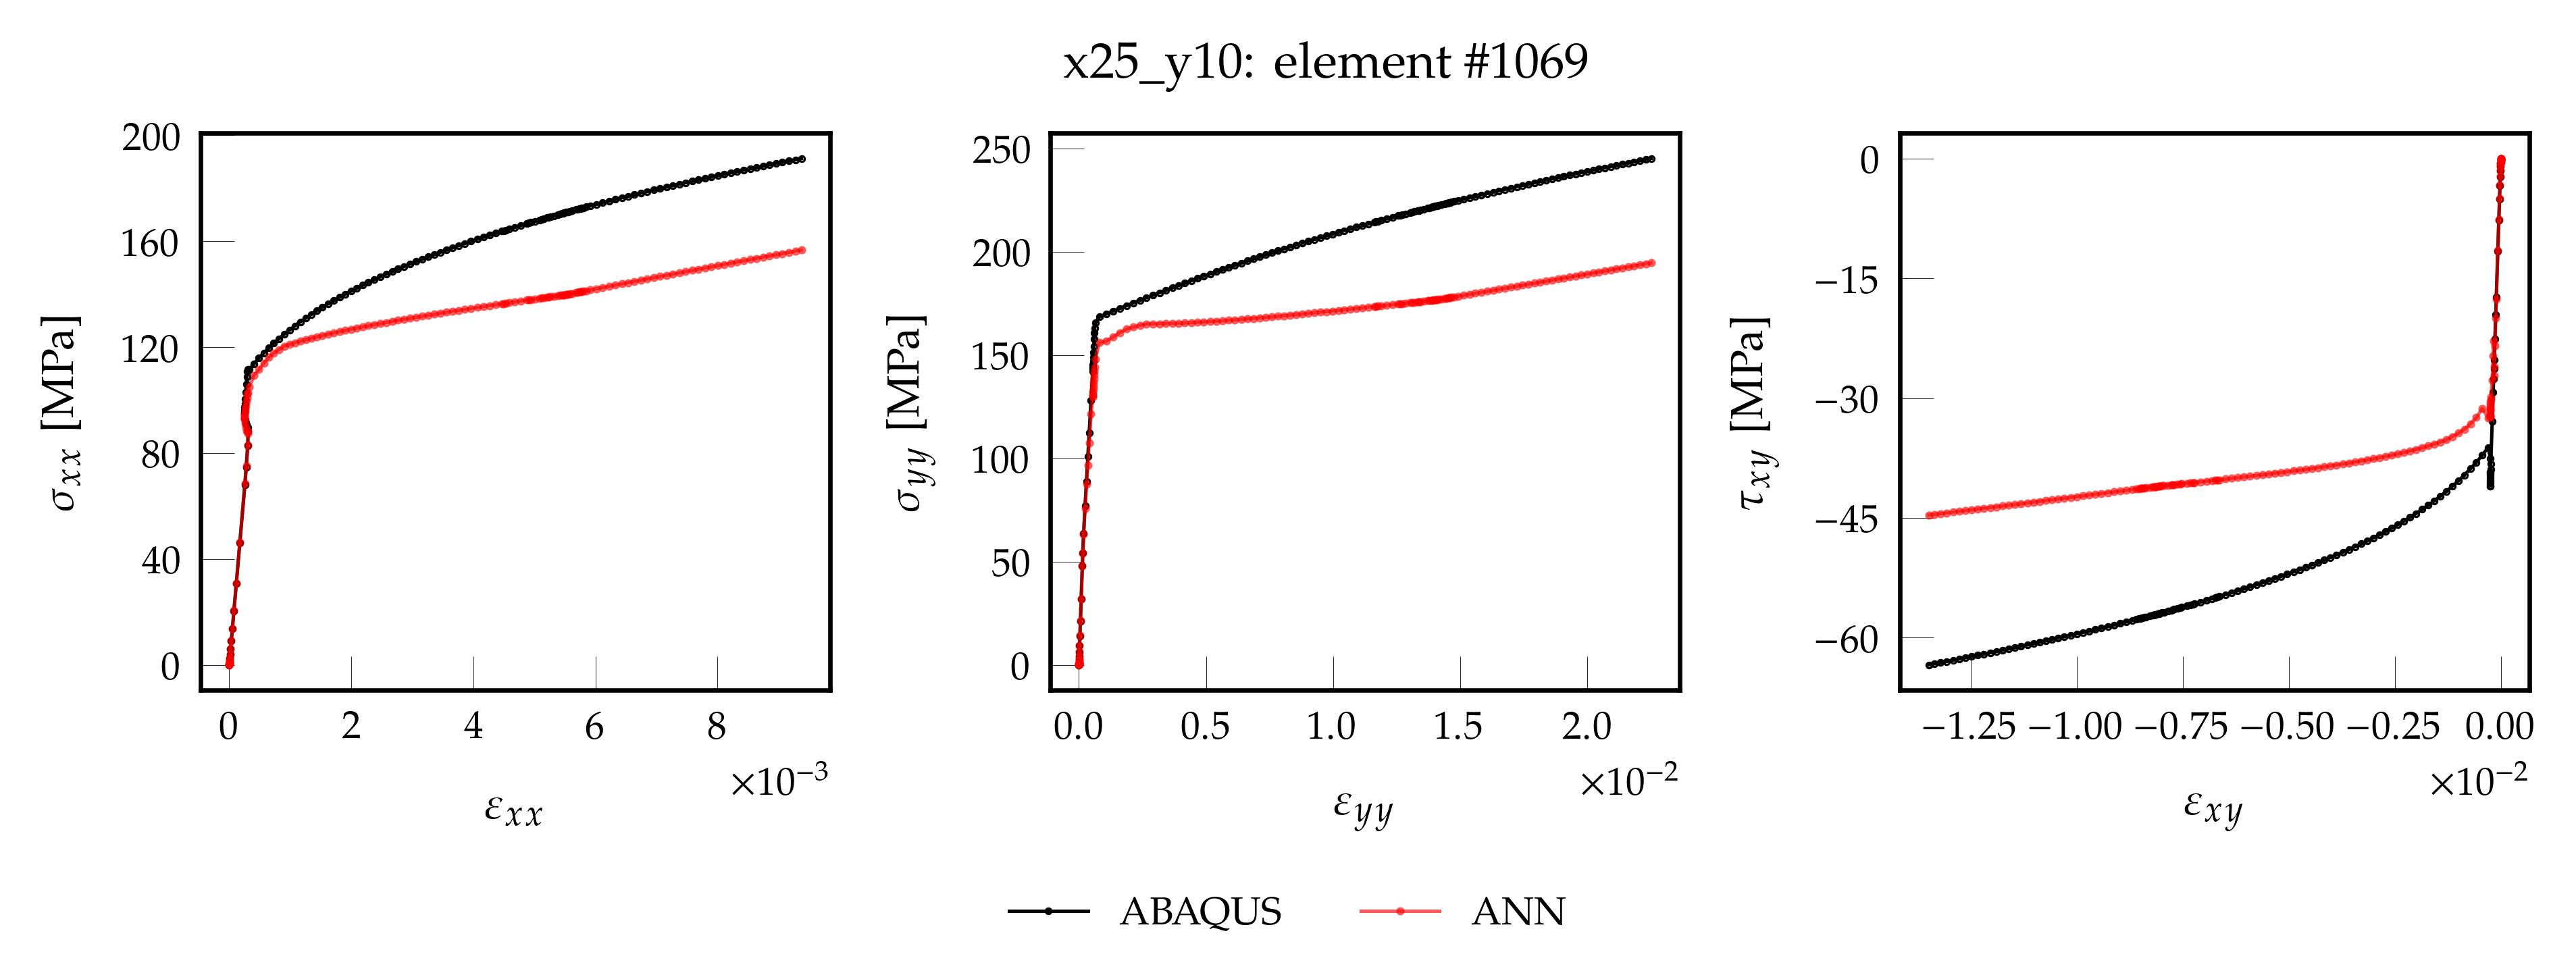 x25_y10: element #1069
200
160
120
80
40
0
σxx [MPa]
0 2 4 6 8
×10−3
εxx
250
200
150
100
50
0
σyy [MPa]
0.0 0.5 1.0 1.5 2.0
×10−2
εyy
0
−15
−30
−45
−60
τxy [MPa]
−1.25 −1.00 −0.75 −0.50 −0.25 0.00
×10−2
εxy
ABAQUS ANN